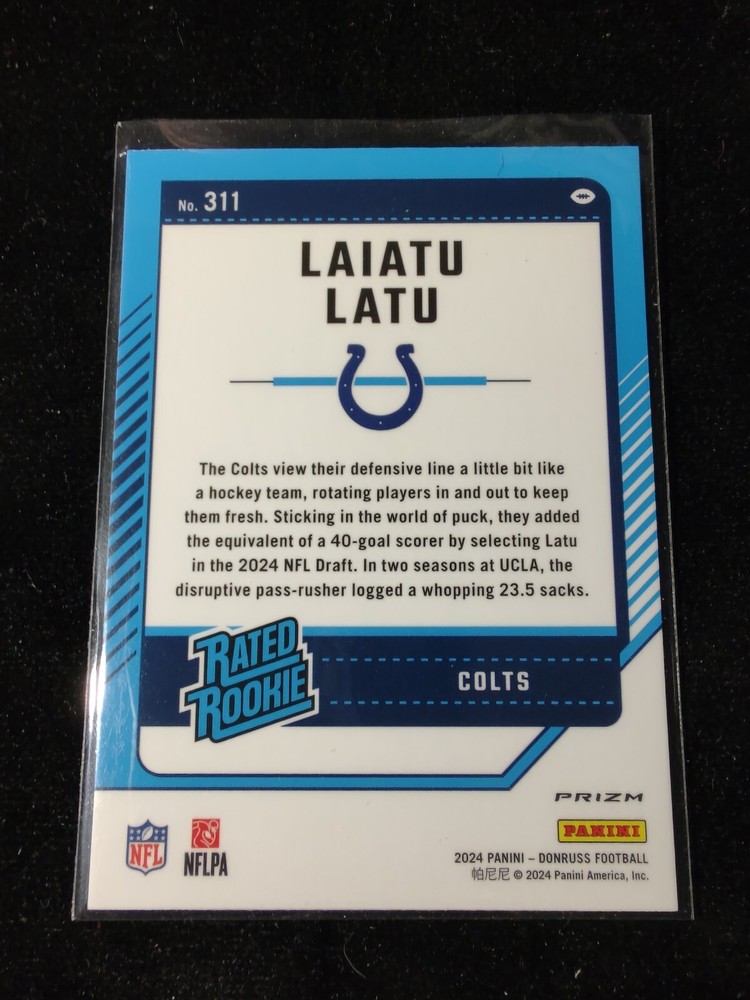 No. 311
LAIATU
LATU
The Colts view their defensive line a little bit like
a hockey team, rotating players in and out to keep
them fresh. Sticking in the world of puck, they added
the equivalent of a 40-goal scorer by selecting Latu
in the 2024 NFL Draft. In two seasons at UCLA, the
disruptive pass-rusher logged a whopping 23.5 sacks.
RATED
ROOKIE
COLTS
PRIZM
PANINI
NFL
NFLPA
2024 PANINI – DONRUSS FOOTBALL
帕尼尼 © 2024 Panini America, Inc.